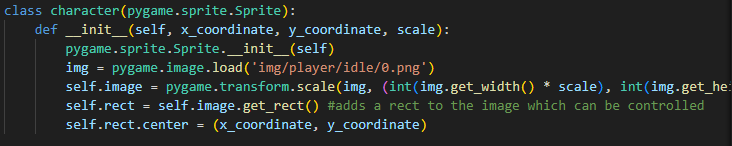 class character(pygame.sprite.Sprite):
    def __init__(self, x_coordinate, y_coordinate, scale):
        pygame.sprite.Sprite.__init__(self)
        img = pygame.image.load('img/player/idle/0.png')
        self.image = pygame.transform.scale(img, (int(img.get_width() * scale), int(img.get_he
        self.rect = self.image.get_rect() #adds a rect to the image which can be controlled
        self.rect.center = (x_coordinate, y_coordinate)